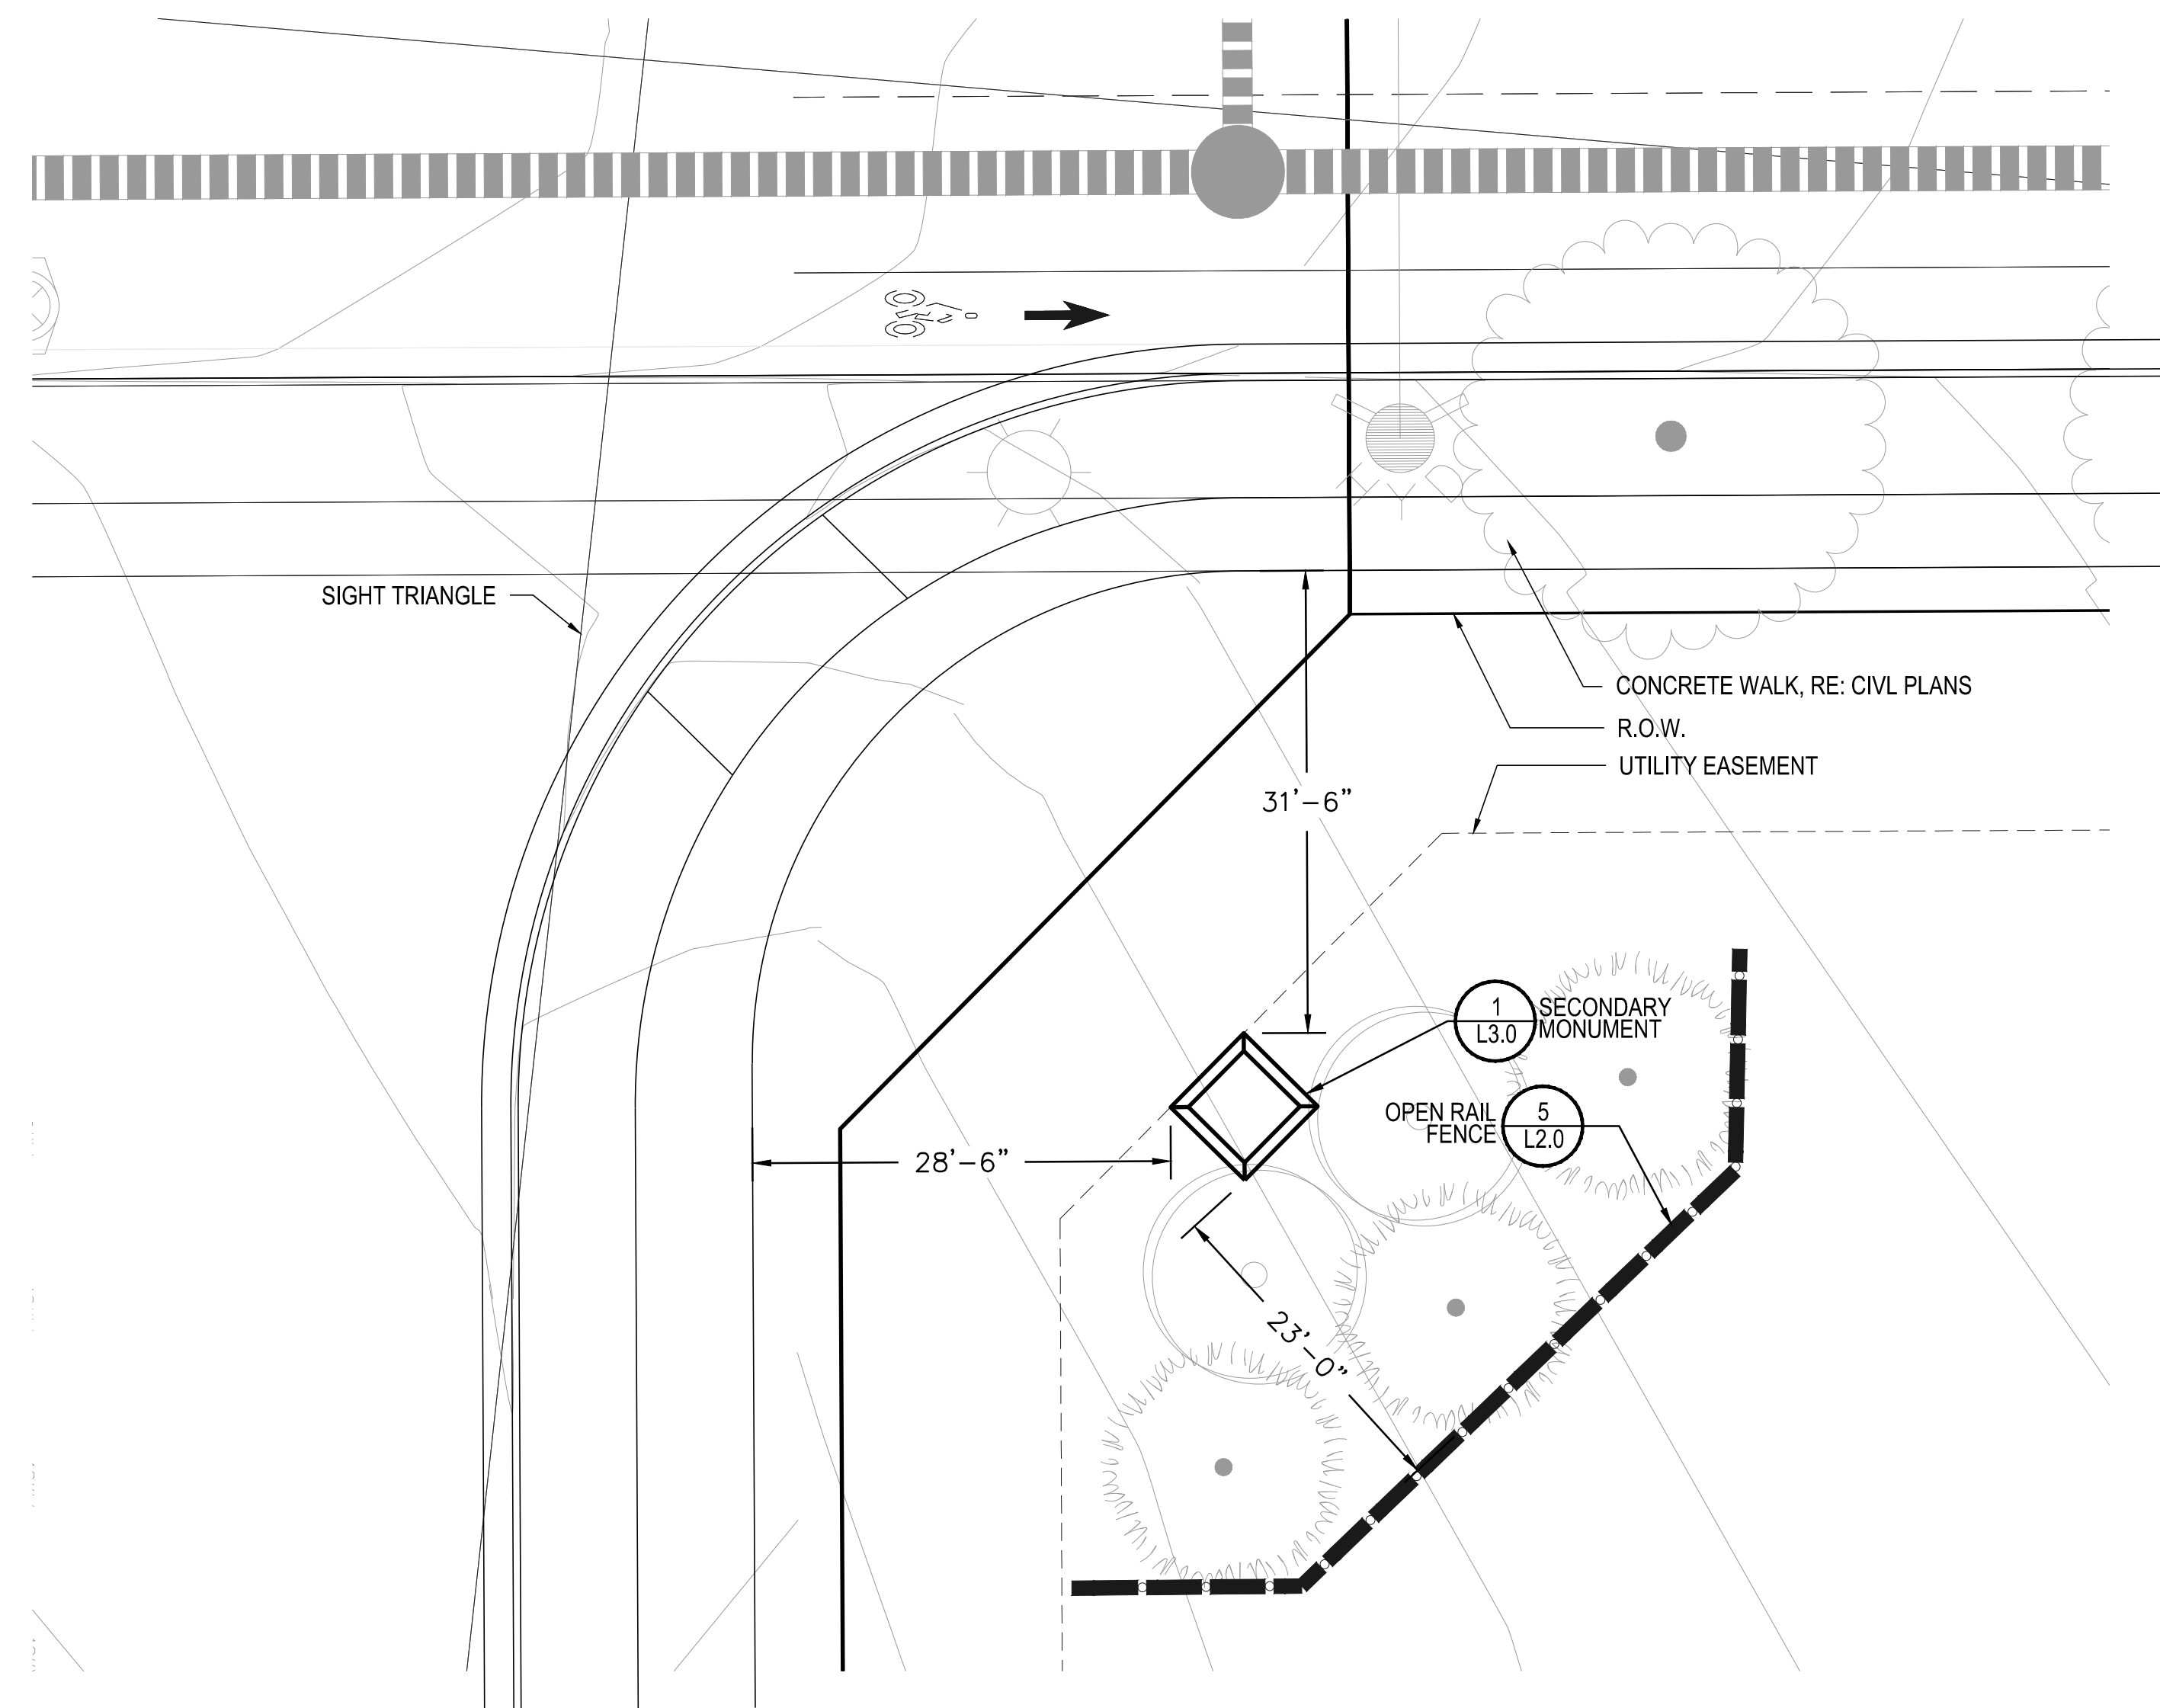 SIGHT TRIANGLE
CONCRETE WALK, RE: CIVL PLANS
R.O.W.
UTILITY EASEMENT
31'-6"
1
L3.0
SECONDARY
MONUMENT
OPEN RAIL
FENCE
5
L2.0
28'-6"
23'-0"